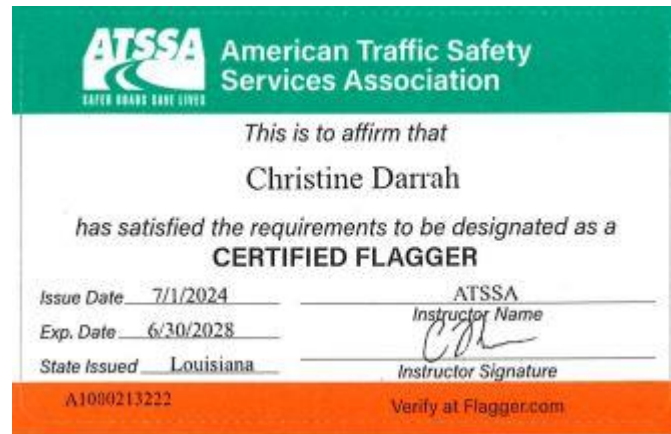 ATSSA
SAFER ROADS SAVE LIVES
American Traffic Safety
Services Association
This is to affirm that
Christine Darrah
has satisfied the requirements to be designated as a
CERTIFIED FLAGGER
Issue Date 7/1/2024
ATSSA
Instructor Name
Exp. Date 6/30/2028
State Issued Louisiana
Instructor Signature
A1080213222
Verify at Flagger.com